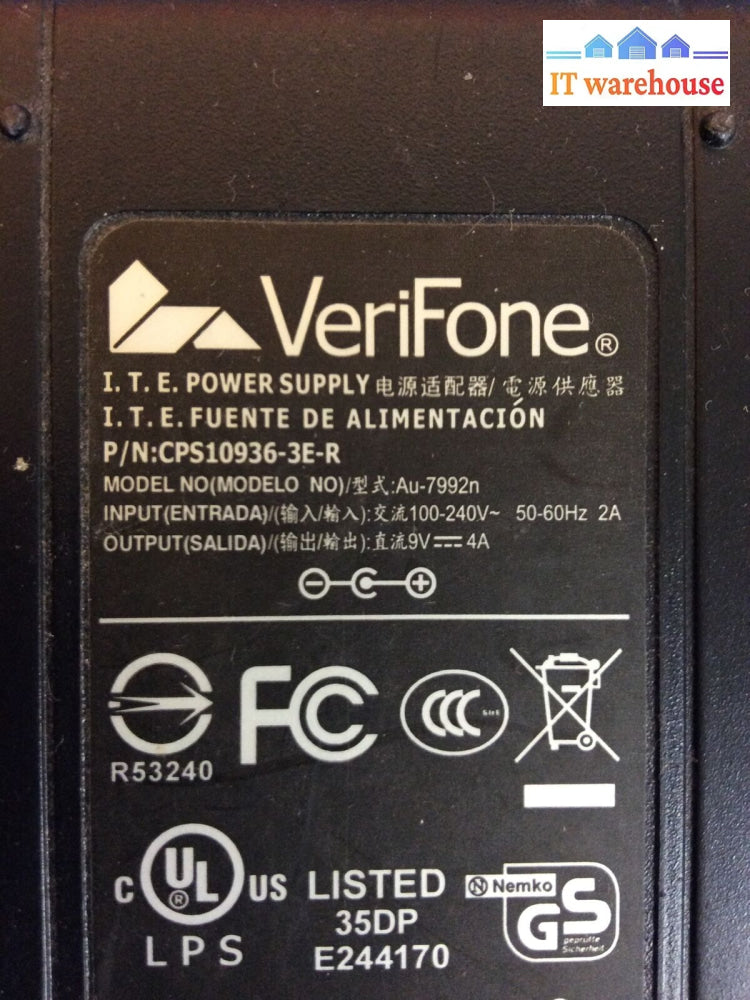 IT warehouse
VeriFone®
I. T. E. POWER SUPPLY 电源适配器/ 電源供應器
I. T. E. FUENTE DE ALIMENTACIÓN
P/N:CPS10936-3E-R
MODEL NO(MODELO NO)/型式:Au-7992n
INPUT(ENTRADA)/(输入/輸入):交流100-240V~ 50-60Hz 2A
OUTPUT(SALIDA)/(输出/輸出):直流9V⎓ 4A
FC
CCC
R53240
C UL® US LISTED
Nemko
35DP
GS
geprüfte
Sicherheit
LPS
E244170